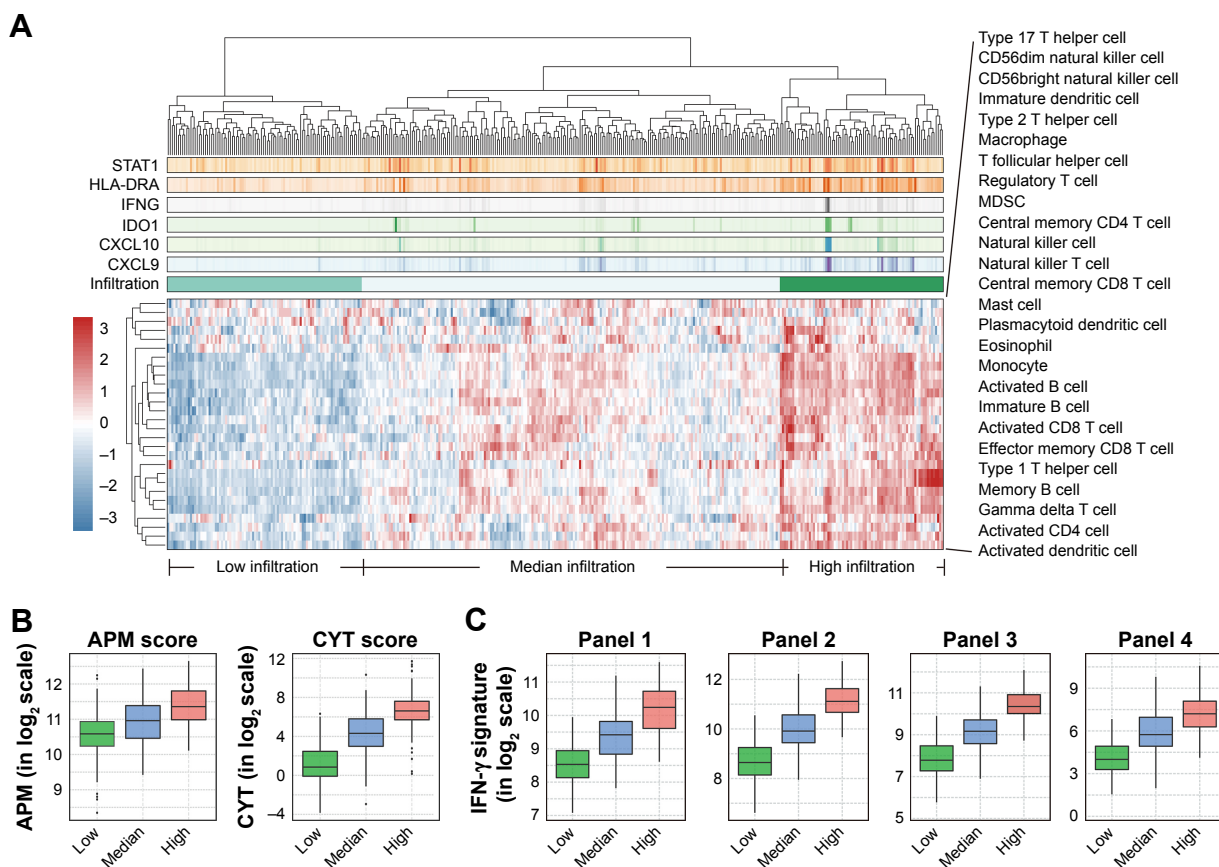 A
Type 17 T helper cell
CD56dim natural killer cell
CD56bright natural killer cell
Immature dendritic cell
Type 2 T helper cell
Macrophage
T follicular helper cell
Regulatory T cell
MDSC
Central memory CD4 T cell
Natural killer cell
Natural killer T cell
Central memory CD8 T cell
Mast cell
Plasmacytoid dendritic cell
Eosinophil
Monocyte
Activated B cell
Immature B cell
Activated CD8 T cell
Effector memory CD8 T cell
Type 1 T helper cell
Memory B cell
Gamma delta T cell
Activated CD4 cell
Activated dendritic cell
STAT1
HLA-DRA
IFNG
IDO1
CXCL10
CXCL9
Infiltration
3
2
1
0
−1
−2
−3
Low infiltration
Median infiltration
High infiltration
B
APM score
APM (in log2 scale)
12
11
10
9
Low
Median
High
CYT score
CYT (in log2 scale)
12
8
4
0
−4
Low
Median
High
C
IFN-γ signature
(in log2 scale)
Panel 1
11
10
9
8
7
Low
Median
High
Panel 2
12
10
8
Low
Median
High
Panel 3
11
9
7
5
Low
Median
High
Panel 4
9
6
3
0
Low
Median
High